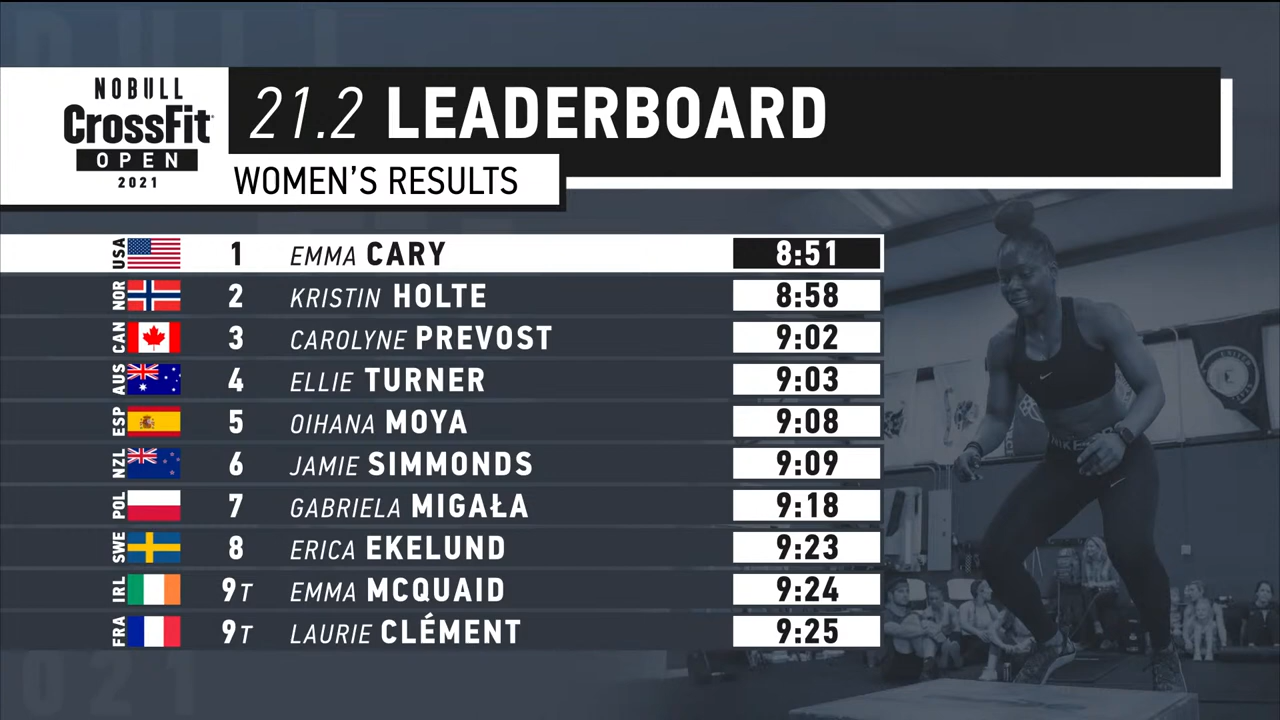 NOBULL
CrossFit
OPEN
2021
21.2 LEADERBOARD
WOMEN'S RESULTS
USA 1 EMMA CARY 8:51
NOR 2 KRISTIN HOLTE 8:58
CAN 3 CAROLYNE PREVOST 9:02
AUS 4 ELLIE TURNER 9:03
ESP 5 OIHANA MOYA 9:08
NZL 6 JAMIE SIMMONDS 9:09
POL 7 GABRIELA MIGAŁA 9:18
SWE 8 ERICA EKELUND 9:23
IRL 9T EMMA MCQUAID 9:24
FRA 9T LAURIE CLÉMENT 9:25
021